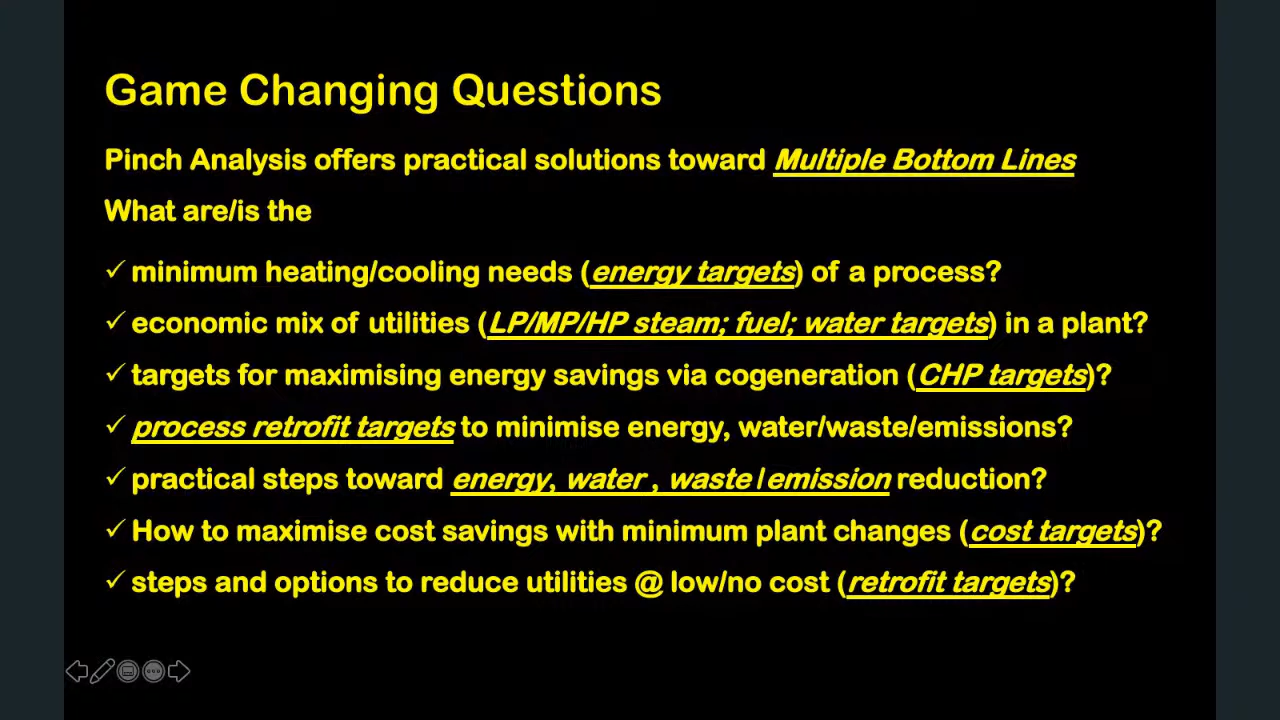 Game Changing Questions
Pinch Analysis offers practical solutions toward Multiple Bottom Lines
What are/is the
✓ minimum heating/cooling needs (energy targets) of a process?
✓ economic mix of utilities (LP/MP/HP steam; fuel; water targets) in a plant?
✓ targets for maximising energy savings via cogeneration (CHP targets)?
✓ process retrofit targets to minimise energy, water/waste/emissions?
✓ practical steps toward energy, water , waste/emission reduction?
✓ How to maximise cost savings with minimum plant changes (cost targets)?
✓ steps and options to reduce utilities @ low/no cost (retrofit targets)?